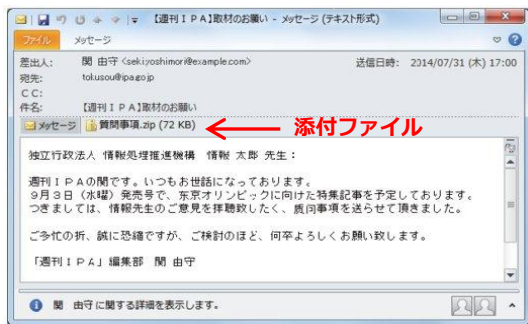 【週刊IPA】取材のお願い - メッセージ (テキスト形式)
ファイル メッセージ
差出人: 関 由守 <seki.yoshimori@example.com> 送信日時: 2014/07/31 (木) 17:00
宛先: tokusou@ipa.go.jp
CC:
件名: 【週刊IPA】取材のお願い
メッセージ 質問事項.zip (72 KB) 添付ファイル
独立行政法人 情報処理推進機構 情報 太郎 先生：
週刊IPAの関です。いつもお世話になっております。
9月3日（水曜）発売号で、东京オリンピックに向けた特集記事を予定しております。
つきましては、情報先生のご意見を拝聴致したく、质问事項を送らせて頂きました。
ご多忙の折、誠に恐縮ですが、ご検討のほど、何卒よろしくお願い致します。
「週刊IPA」編集部 関 由守
関 由守に関する詳細を表示します。